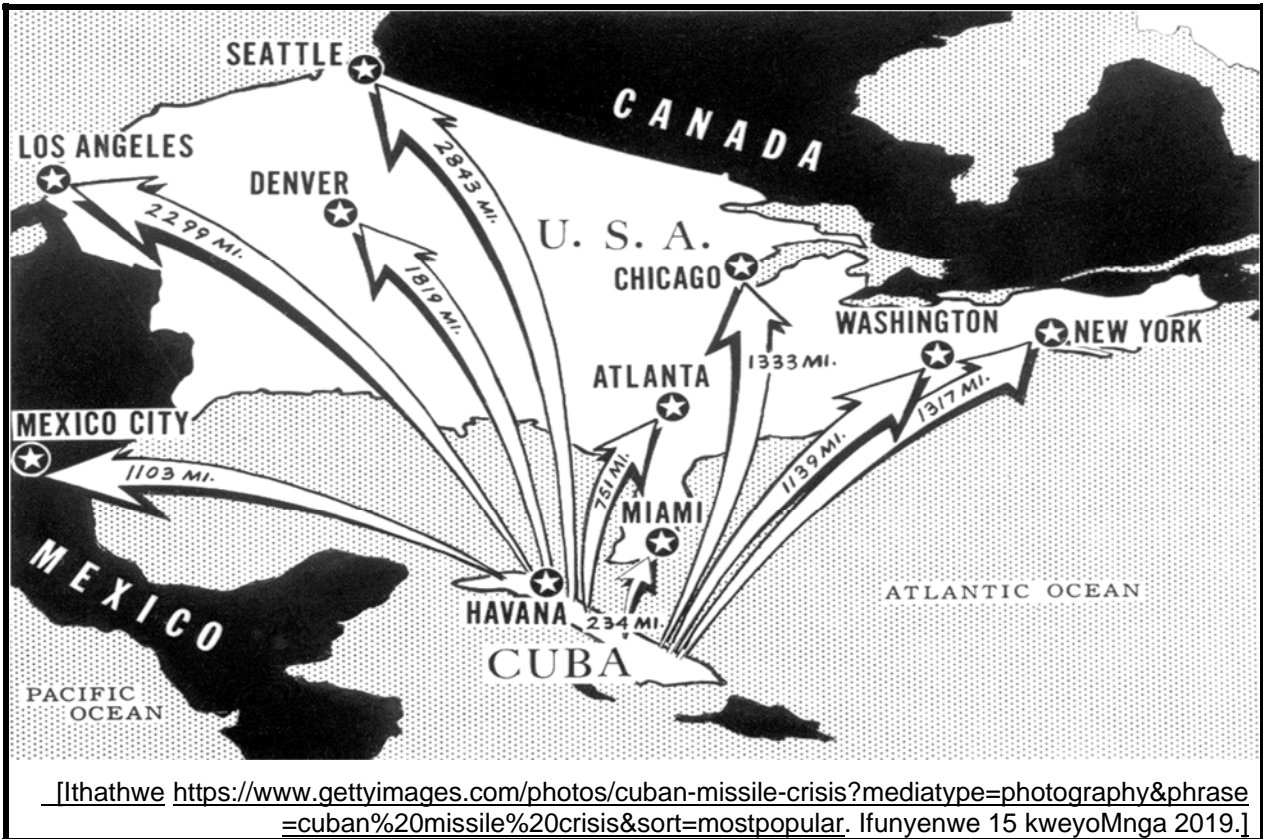 SEATTLE
CANADA
LOS ANGELES
DENVER
2843 MI.
2299 MI.
U. S. A.
CHICAGO
1819 MI.
WASHINGTON
NEW YORK
1333 MI.
ATLANTA
1317 MI.
MEXICO CITY
1103 MI.
751 MI.
1139 MI.
MIAMI
MEXICO
HAVANA
234 MI.
ATLANTIC OCEAN
CUBA
PACIFIC
OCEAN
[Ithathwe https://www.gettyimages.com/photos/cuban-missile-crisis?mediatype=photography&phrase
=cuban%20missile%20crisis&sort=mostpopular. Ifunyenwe 15 kweyoMnga 2019.]